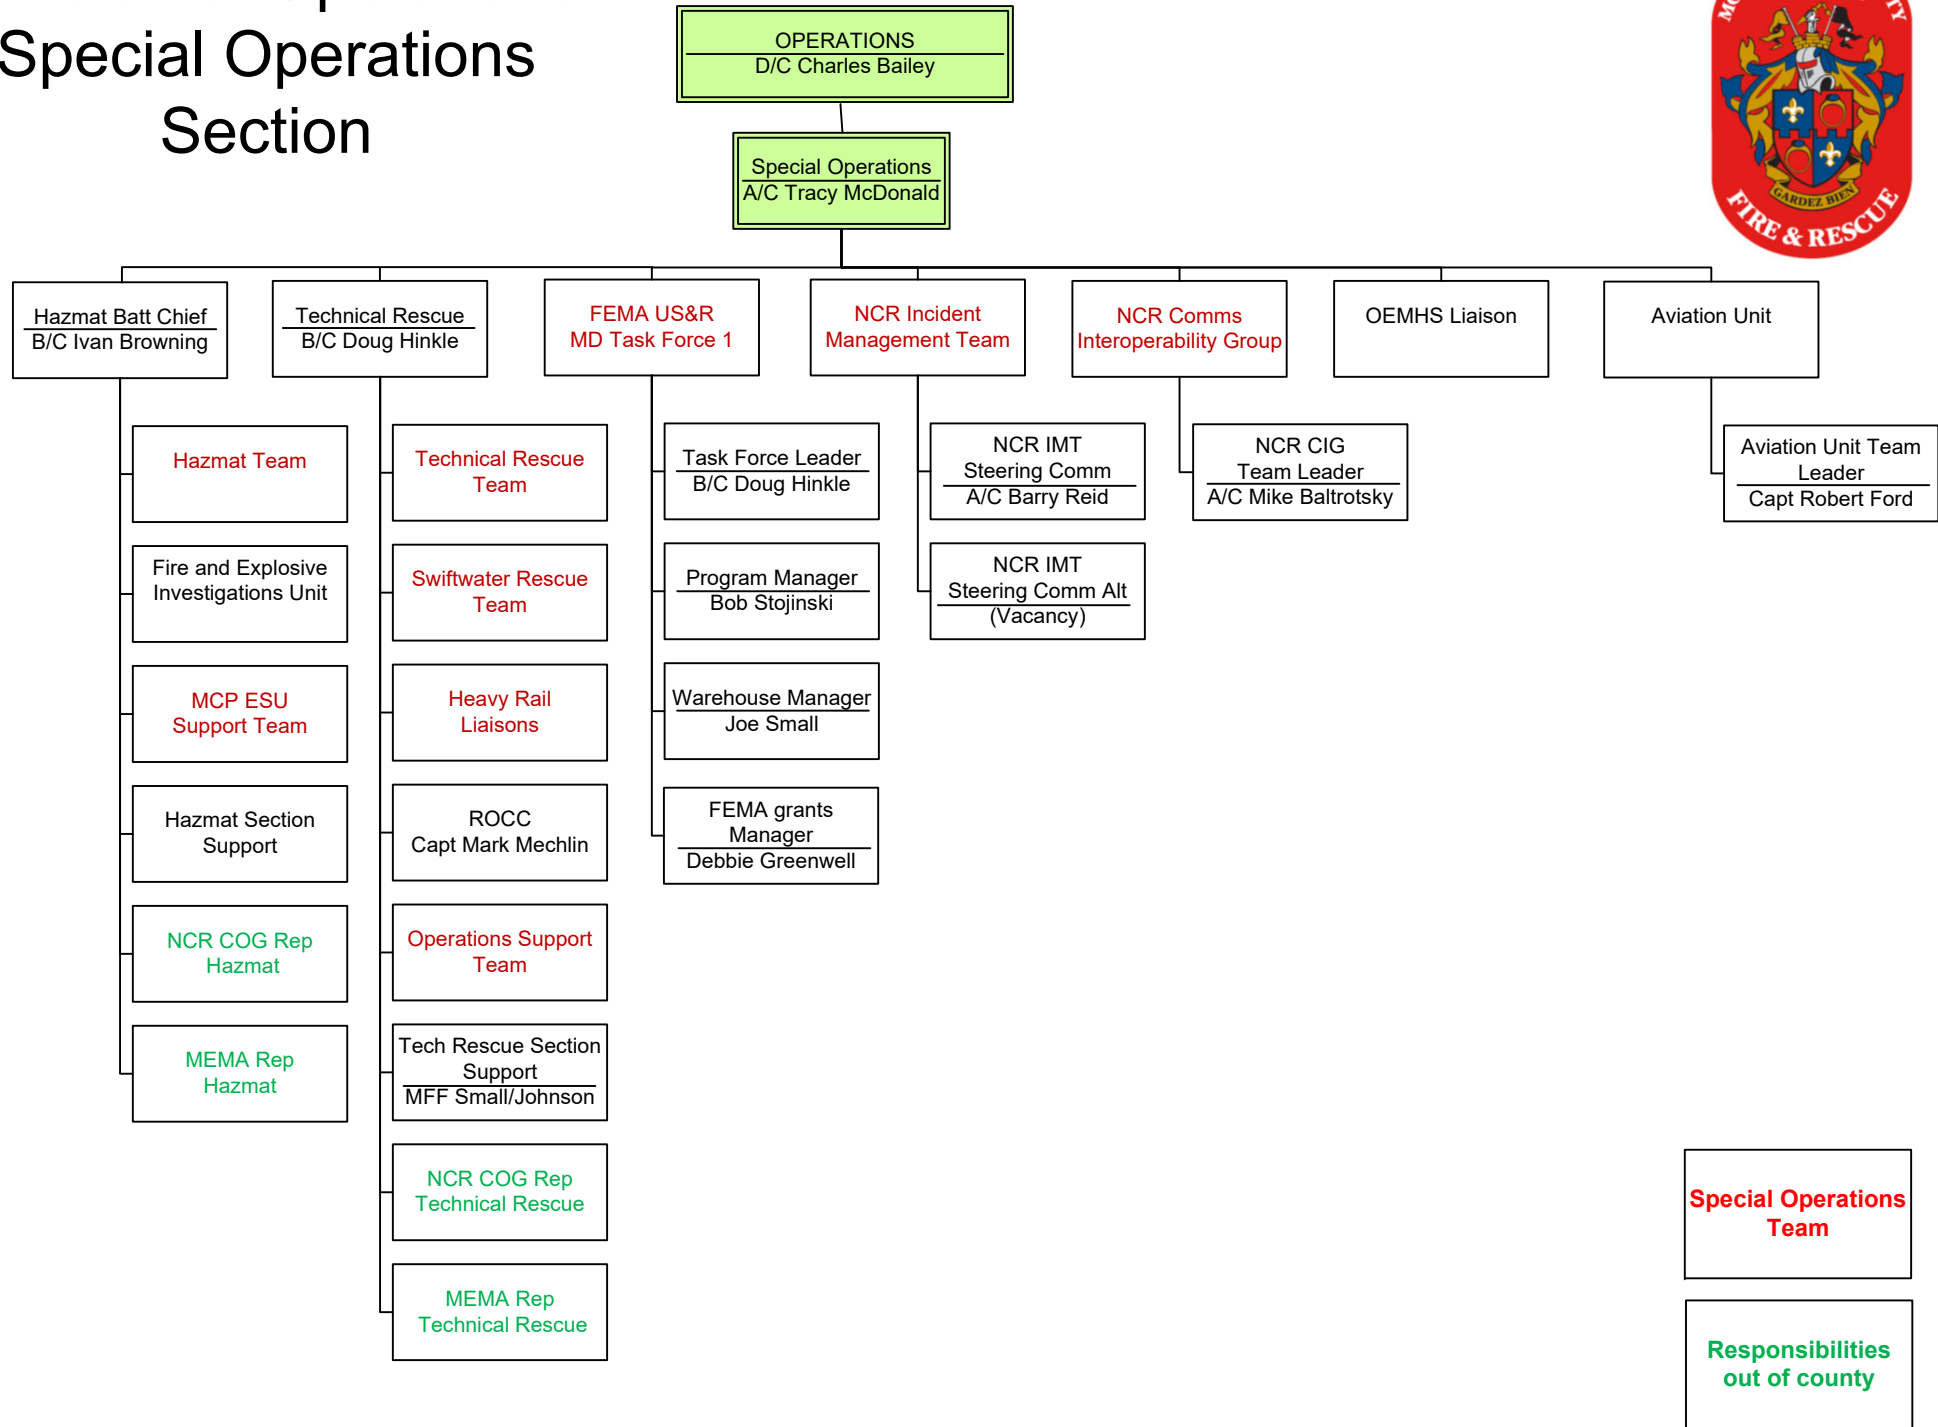 Special Operations
Section
OPERATIONS
D/C Charles Bailey
Special Operations
A/C Tracy McDonald
GARDEZ BIEN
FIRE & RESCUE
Hazmat Batt Chief
B/C Ivan Browning
Technical Rescue
B/C Doug Hinkle
FEMA US&R
MD Task Force 1
NCR Incident
Management Team
NCR Comms
Interoperability Group
OEMHS Liaison
Aviation Unit
Hazmat Team
Fire and Explosive
Investigations Unit
MCP ESU
Support Team
Hazmat Section
Support
NCR COG Rep
Hazmat
MEMA Rep
Hazmat
Technical Rescue
Team
Swiftwater Rescue
Team
Heavy Rail
Liaisons
ROCC
Capt Mark Mechlin
Operations Support
Team
Tech Rescue Section
Support
MFF Small/Johnson
NCR COG Rep
Technical Rescue
MEMA Rep
Technical Rescue
Task Force Leader
B/C Doug Hinkle
Program Manager
Bob Stojinski
Warehouse Manager
Joe Small
FEMA grants
Manager
Debbie Greenwell
NCR IMT
Steering Comm
A/C Barry Reid
NCR IMT
Steering Comm Alt
(Vacancy)
NCR CIG
Team Leader
A/C Mike Baltrotsky
Aviation Unit Team
Leader
Capt Robert Ford
Special Operations
Team
Responsibilities
out of county